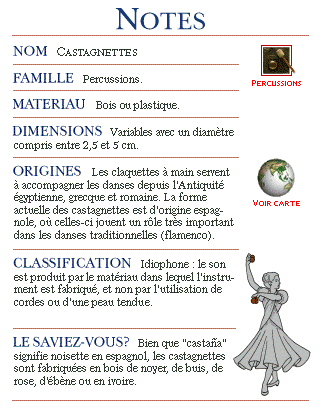 NOTES
NOM Castagnettes
FAMILLE Percussions.
PERCUSSIONS
MATERIAU Bois ou plastique.
DIMENSIONS Variables avec un diamètre
compris entre 2,5 et 5 cm.
ORIGINES Les claquettes à main servent
à accompagner les danses depuis l'Antiquité
égyptienne, grecque et romaine. La forme
actuelle des castagnettes est d'origine espag-
nole, où celles-ci jouent un rôle très important
dans les danses traditionnelles (flamenco).
VOIR CARTE
CLASSIFICATION Idiophone : le son
est produit par le matériau dans lequel l'instru-
ment est fabriqué, et non par l'utilisation de
cordes ou d'une peau tendue.
LE SAVIEZ-VOUS? Bien que "castaña"
signifie noisette en espagnol, les castagnettes
sont fabriquées en bois de noyer, de buis, de
rose, d'ébène ou en ivoire.